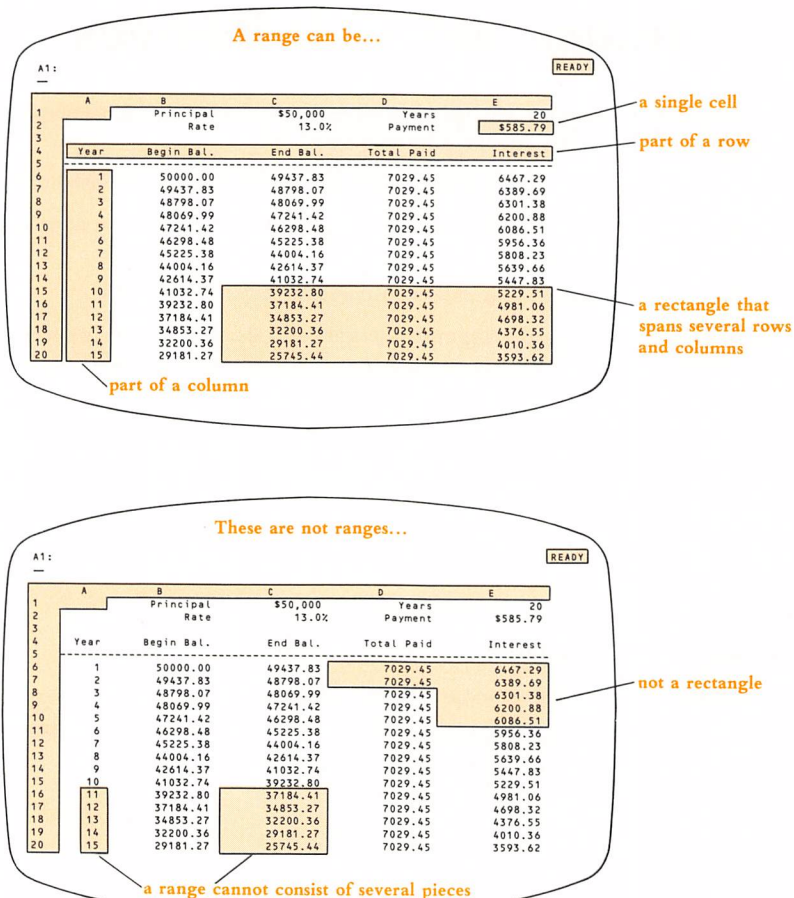 A range can be...
A1:
READY
A B C D E
1 Principal $50,000 Years 20
2 Rate 13.0% Payment $585.79
a single cell
3
4 Year Begin Bal. End Bal. Total Paid Interest
part of a row
5 --------------------------------
6 1 50000.00 49437.83 7029.45 6467.29
7 2 49437.83 48798.07 7029.45 6389.69
8 3 48798.07 48069.99 7029.45 6301.38
9 4 48069.99 47241.42 7029.45 6200.88
10 5 47241.42 46298.48 7029.45 6086.51
11 6 46298.48 45225.38 7029.45 5956.36
12 7 45225.38 44004.16 7029.45 5808.23
13 8 44004.16 42614.37 7029.45 5639.66
14 9 42614.37 41032.74 7029.45 5447.83
15 10 41032.74 39232.80 7029.45 5229.51
16 11 39232.80 37184.41 7029.45 4981.06
17 12 37184.41 34853.27 7029.45 4698.32
18 13 34853.27 32200.36 7029.45 4376.55
19 14 32200.36 29181.27 7029.45 4010.36
20 15 29181.27 25745.44 7029.45 3593.62
a rectangle that
spans several rows
and columns
part of a column
These are not ranges...
A1:
READY
A B C D E
1 Principal $50,000 Years 20
2 Rate 13.0% Payment $585.79
3
4 Year Begin Bal. End Bal. Total Paid Interest
5 --------------------------------
6 1 50000.00 49437.83 7029.45 6467.29
7 2 49437.83 48798.07 7029.45 6389.69
8 3 48798.07 48069.99 7029.45 6301.38
9 4 48069.99 47241.42 7029.45 6200.88
10 5 47241.42 46298.48 7029.45 6086.51
11 6 46298.48 45225.38 7029.45 5956.36
12 7 45225.38 44004.16 7029.45 5808.23
13 8 44004.16 42614.37 7029.45 5639.66
14 9 42614.37 41032.74 7029.45 5447.83
15 10 41032.74 39232.80 7029.45 5229.51
16 11 39232.80 37184.41 7029.45 4981.06
17 12 37184.41 34853.27 7029.45 4698.32
18 13 34853.27 32200.36 7029.45 4376.55
19 14 32200.36 29181.27 7029.45 4010.36
20 15 29181.27 25745.44 7029.45 3593.62
not a rectangle
a range cannot consist of several pieces